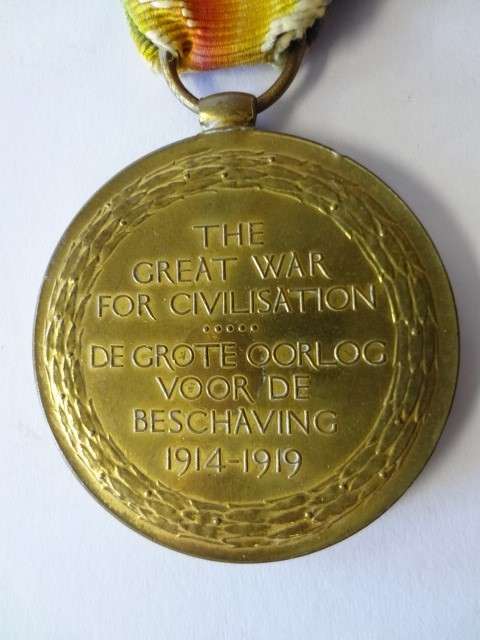 THE
GREAT WAR
FOR CIVILISATION
DE GROTE OORLOG
VOOR DE
BESCHAVING
1914-1919